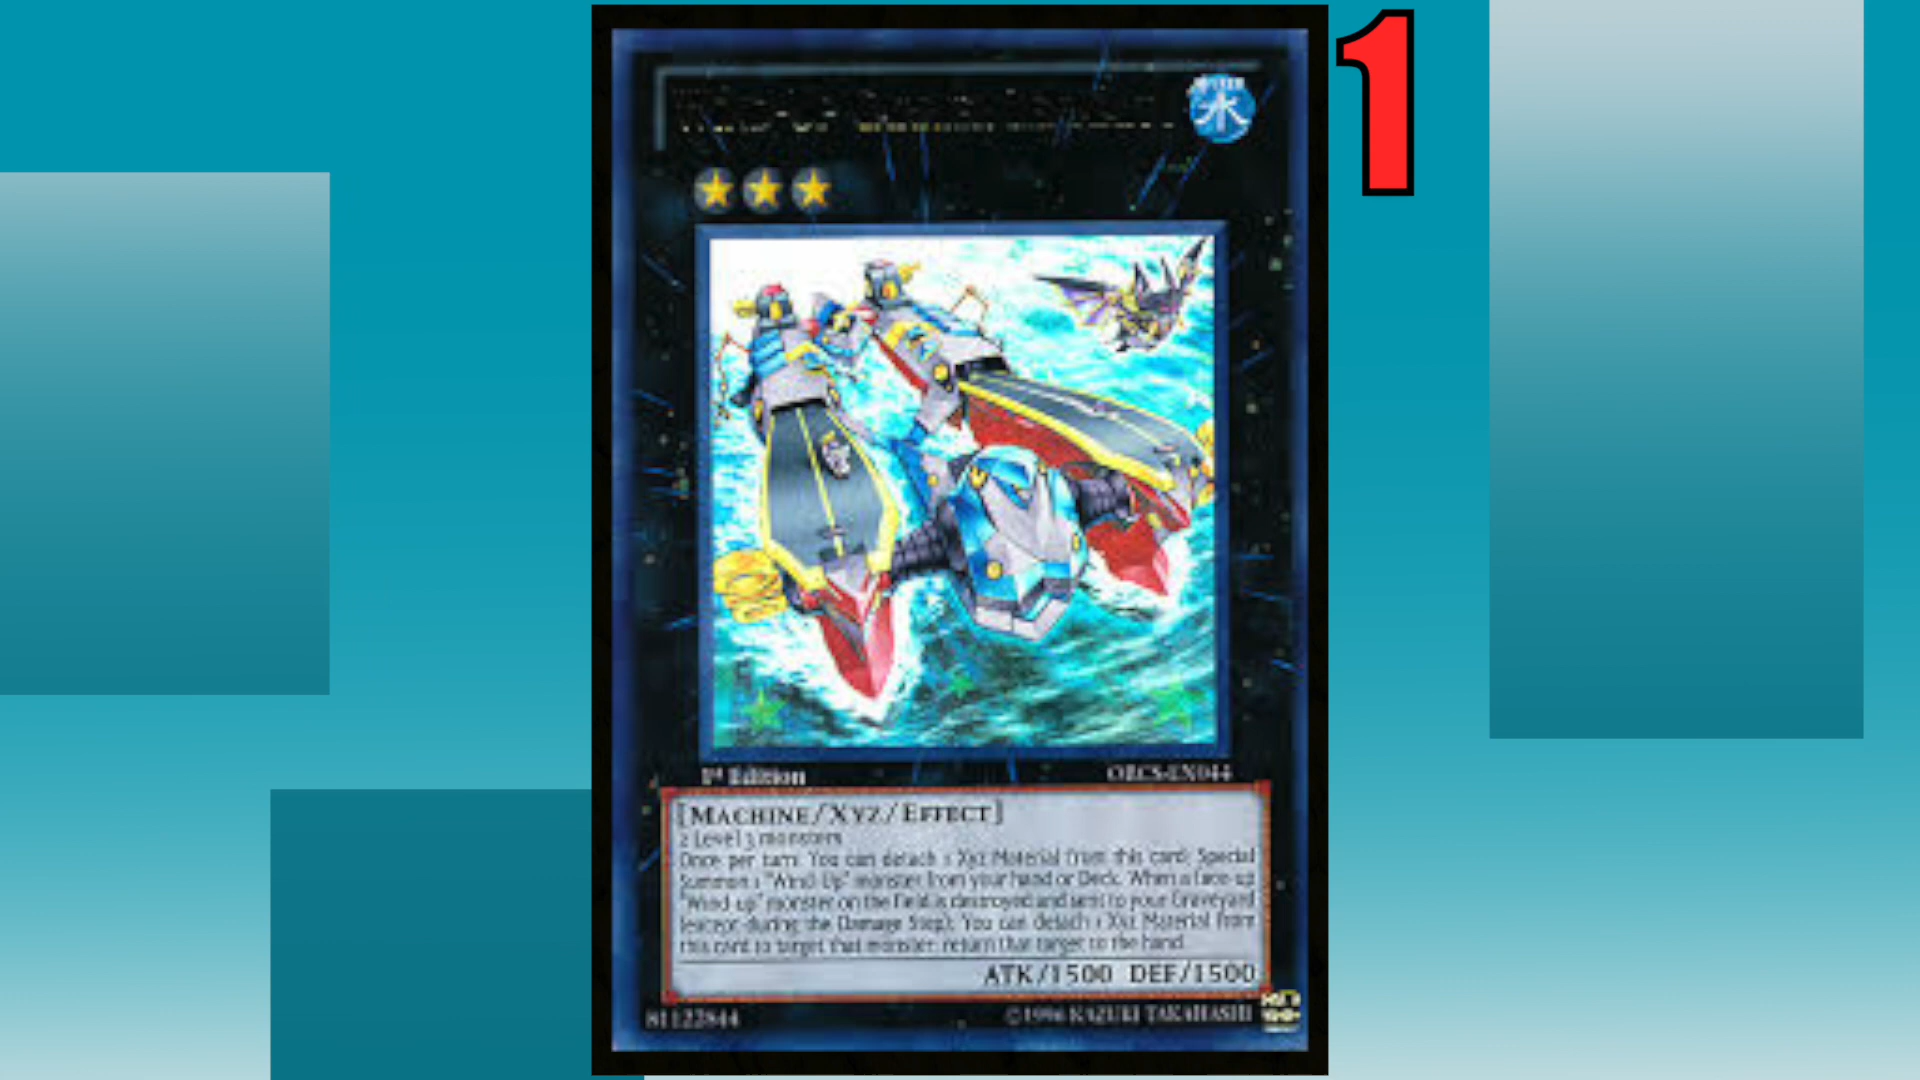 1
水
1st Edition
ORCS-EN044
[MACHINE/XYZ/EFFECT]
2 Level 3 monsters
Once per turn: You can detach 1 Xyz Material from this card; Special
Summon 1 "Wind-Up" monster from your hand or Deck. When a face-up
"Wind-Up" monster on the field is destroyed and sent to your Graveyard
(except during the Damage Step): You can detach 1 Xyz Material from
this card to target that monster; return that target to the hand.
ATK/1500 DEF/1500
81122844
©1996 KAZUKI TAKAHASHI